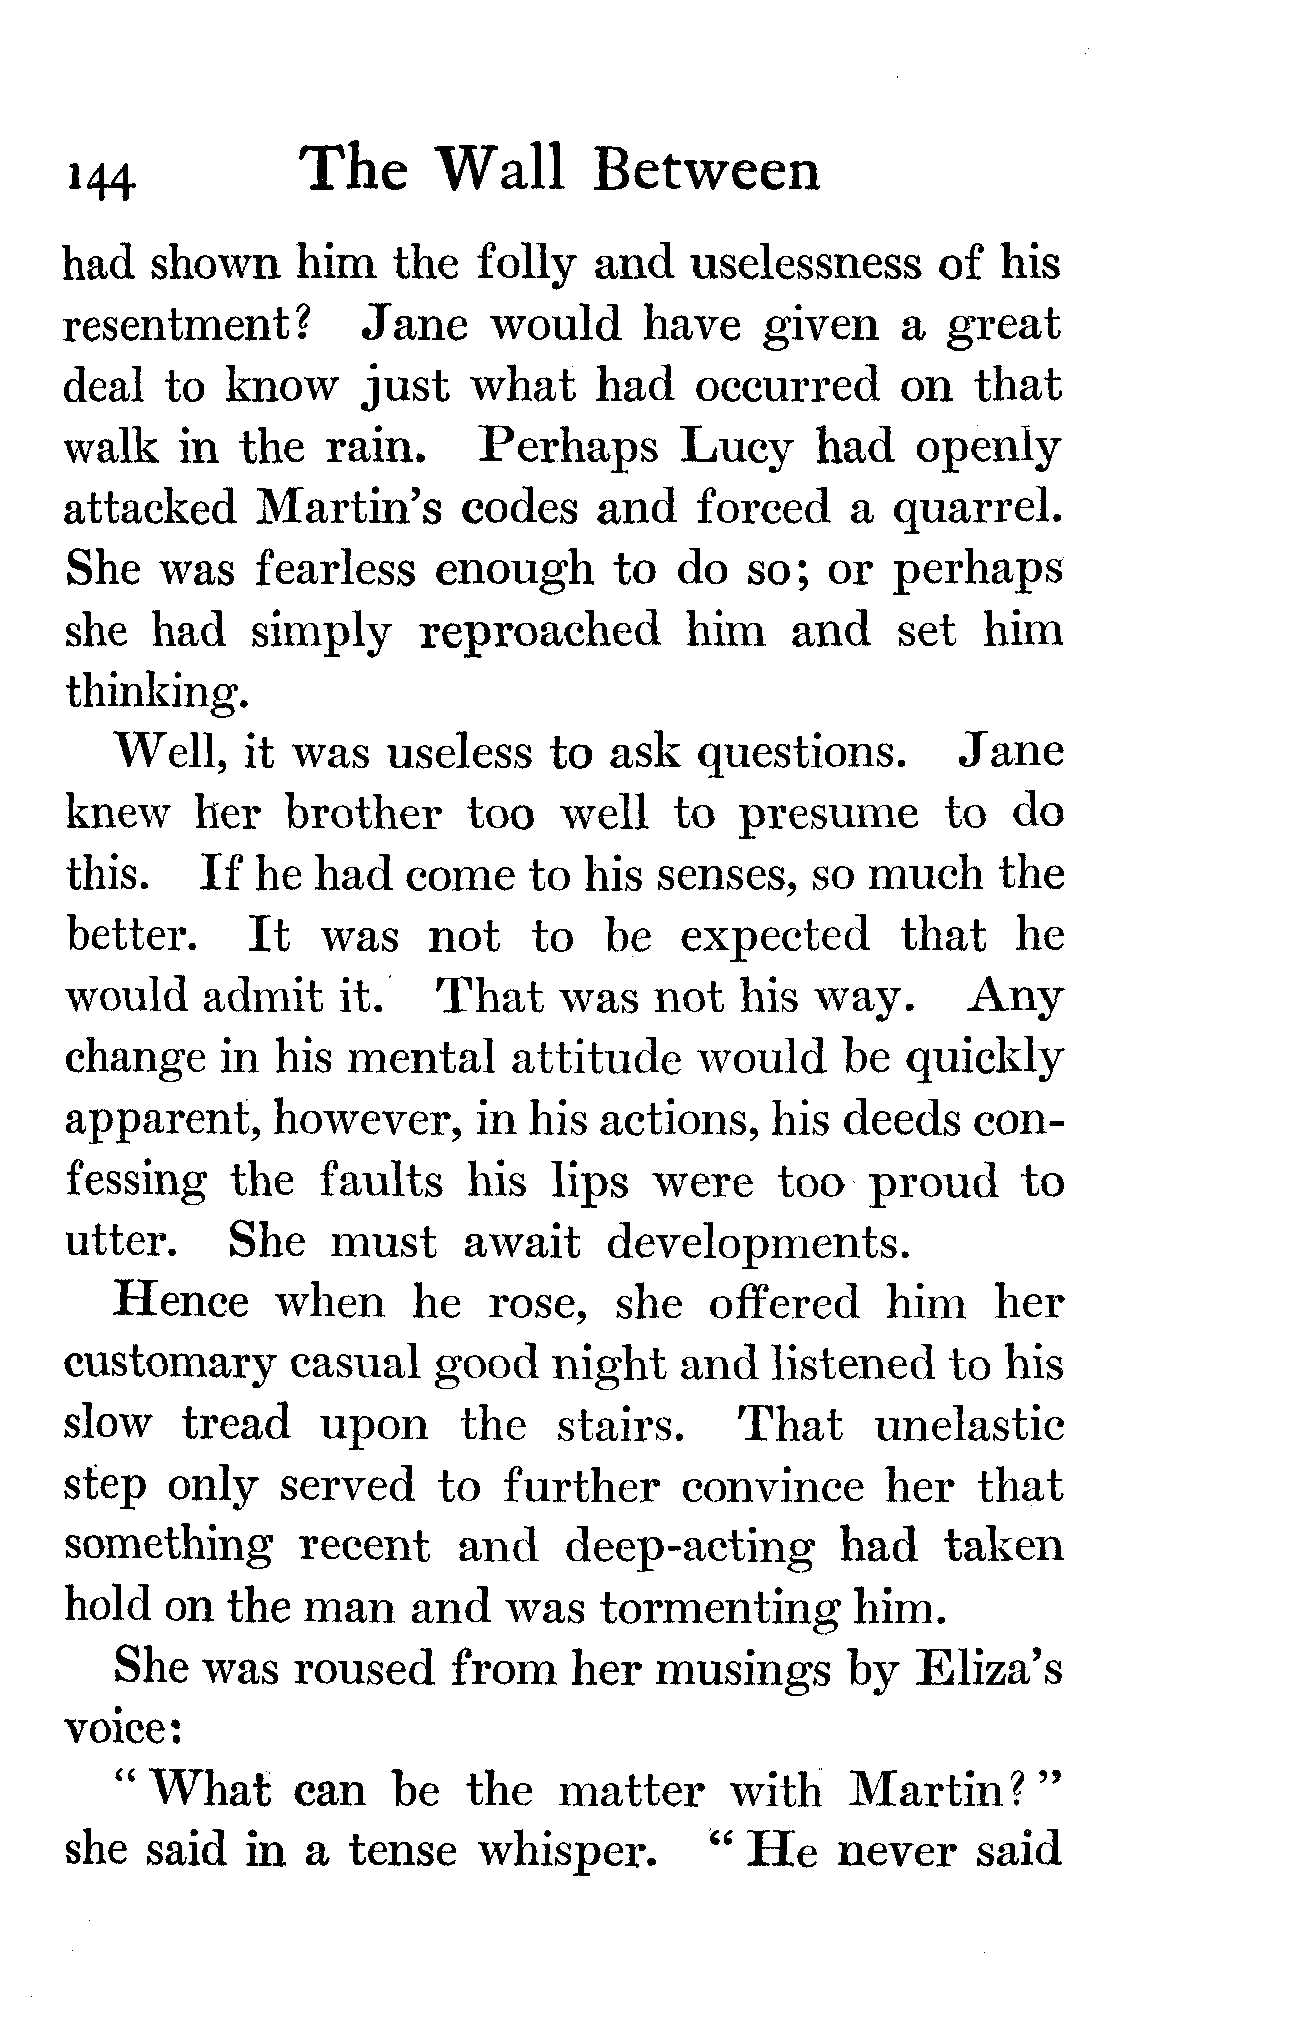 144 The Wall Between
had shown him the folly and uselessness of his
resentment? Jane would have given a great
deal to know just what had occurred on that
walk in the rain. Perhaps Lucy had openly
attacked Martin's codes and forced a quarrel.
She was fearless enough to do so; or perhaps
she had simply reproached him and set him
thinking.
Well, it was useless to ask questions. Jane
knew her brother too well to presume to do
this. If he had come to his senses, so much the
better. It was not to be expected that he
would admit it. That was not his way. Any
change in his mental attitude would be quickly
apparent, however, in his actions, his deeds con-
fessing the faults his lips were too proud to
utter. She must await developments.
Hence when he rose, she offered him her
customary casual good night and listened to his
slow tread upon the stairs. That unelastic
step only served to further convince her that
something recent and deep-acting had taken
hold on the man and was tormenting him.
She was roused from her musings by Eliza's
voice:
"What can be the matter with Martin?"
she said in a tense whisper. "He never said